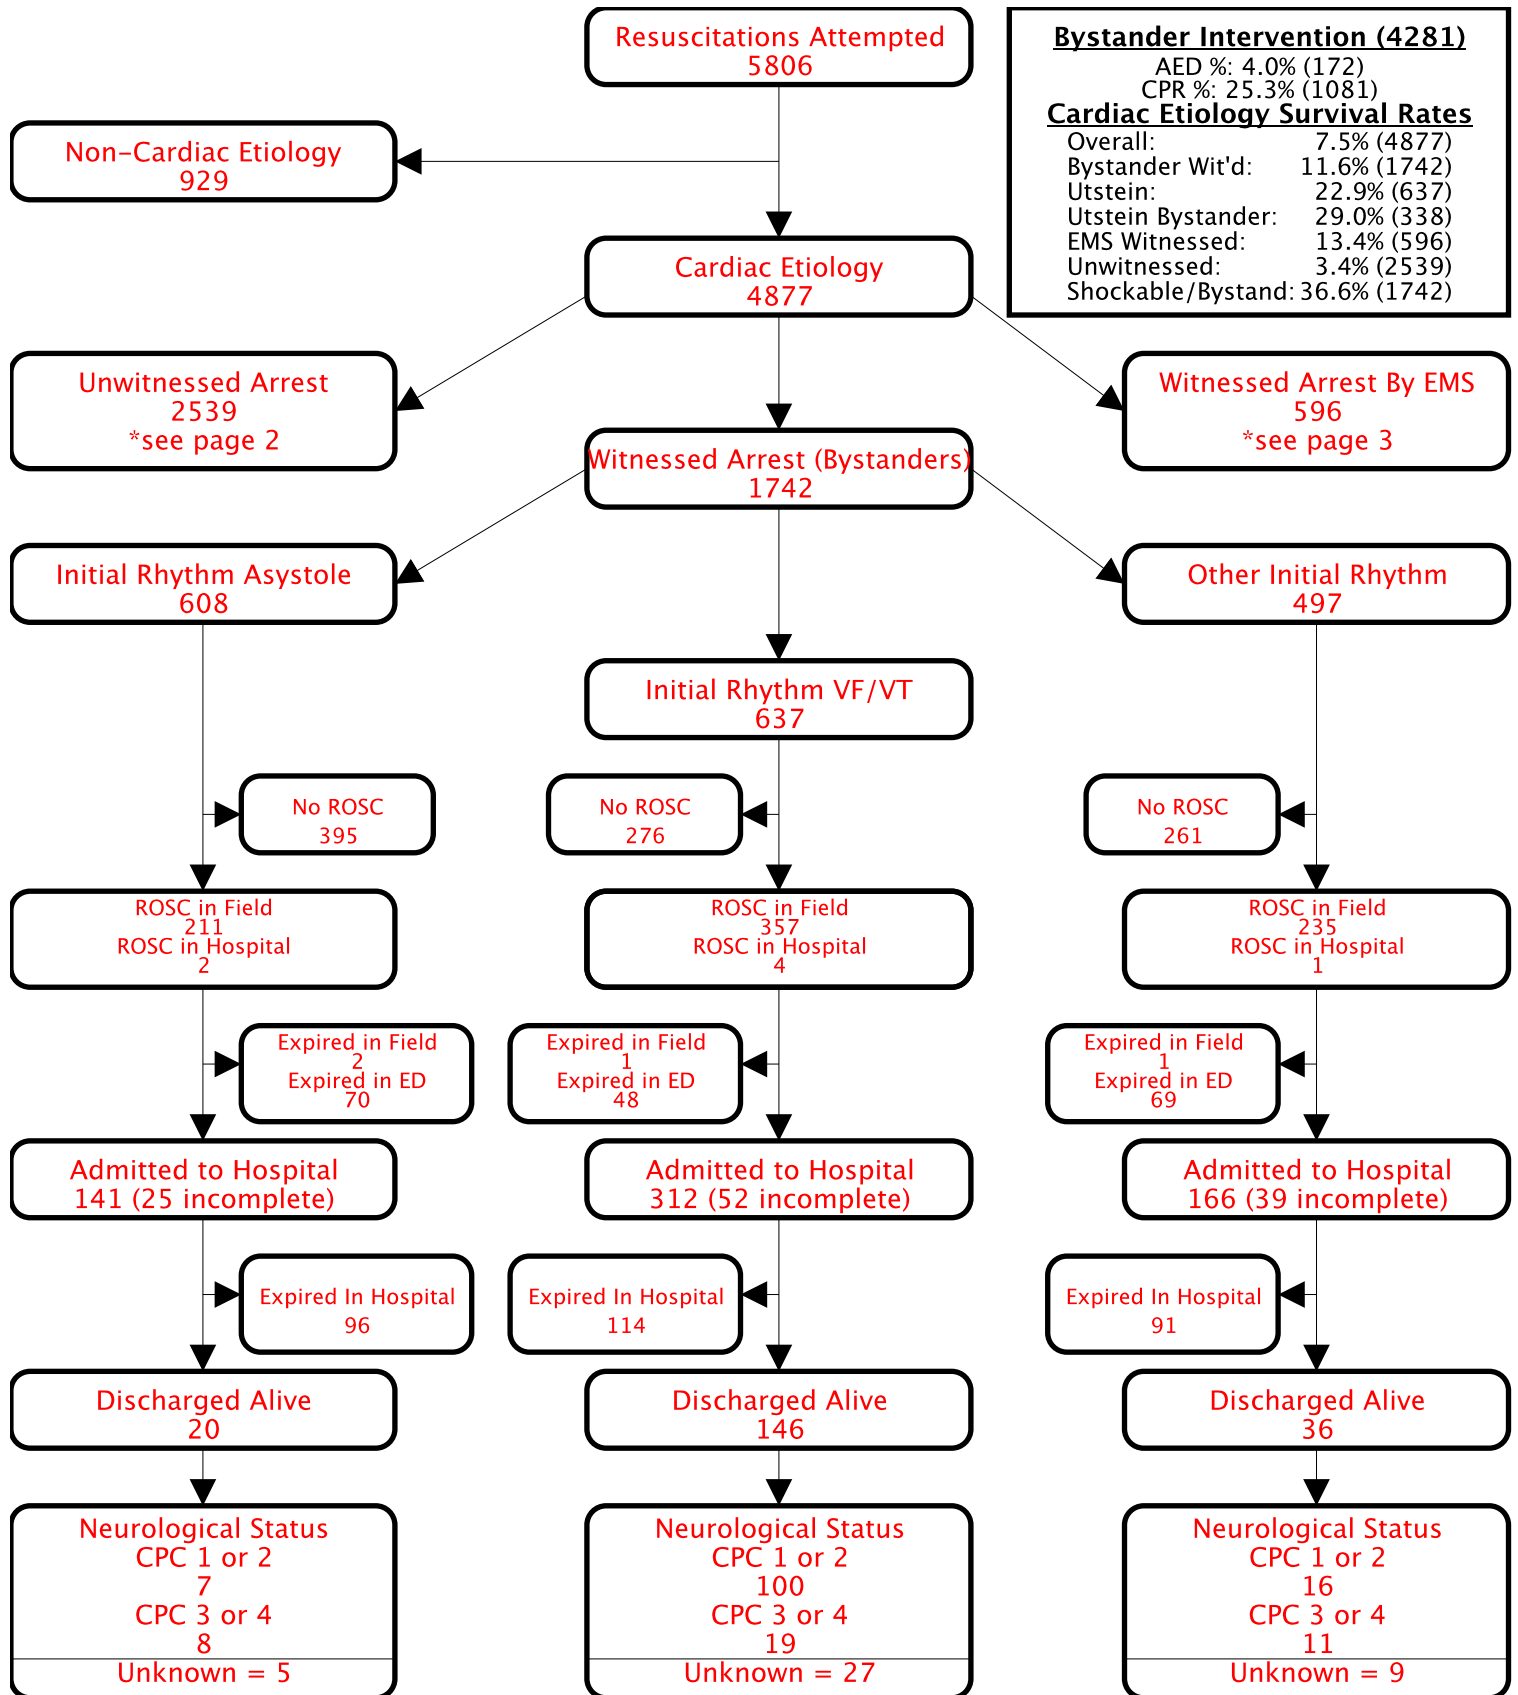 Resuscitations Attempted
5806
Bystander Intervention (4281)
AED %: 4.0% (172)
CPR %: 25.3% (1081)
Cardiac Etiology Survival Rates
Overall: 7.5% (4877)
Bystander Wit'd: 11.6% (1742)
Utstein: 22.9% (637)
Utstein Bystander: 29.0% (338)
EMS Witnessed: 13.4% (596)
Unwitnessed: 3.4% (2539)
Shockable/Bystand: 36.6% (1742)
Non-Cardiac Etiology
929
Cardiac Etiology
4877
Unwitnessed Arrest
2539
*see page 2
Witnessed Arrest (Bystanders)
1742
Witnessed Arrest By EMS
596
*see page 3
Initial Rhythm Asystole
608
Initial Rhythm VF/VT
637
Other Initial Rhythm
497
No ROSC
395
No ROSC
276
No ROSC
261
ROSC in Field
211
ROSC in Hospital
2
ROSC in Field
357
ROSC in Hospital
4
ROSC in Field
235
ROSC in Hospital
1
Expired in Field
2
Expired in ED
70
Expired in Field
1
Expired in ED
48
Expired in Field
1
Expired in ED
69
Admitted to Hospital
141 (25 incomplete)
Admitted to Hospital
312 (52 incomplete)
Admitted to Hospital
166 (39 incomplete)
Expired In Hospital
96
Expired In Hospital
114
Expired In Hospital
91
Discharged Alive
20
Discharged Alive
146
Discharged Alive
36
Neurological Status
CPC 1 or 2
7
CPC 3 or 4
8
Unknown = 5
Neurological Status
CPC 1 or 2
100
CPC 3 or 4
19
Unknown = 27
Neurological Status
CPC 1 or 2
16
CPC 3 or 4
11
Unknown = 9